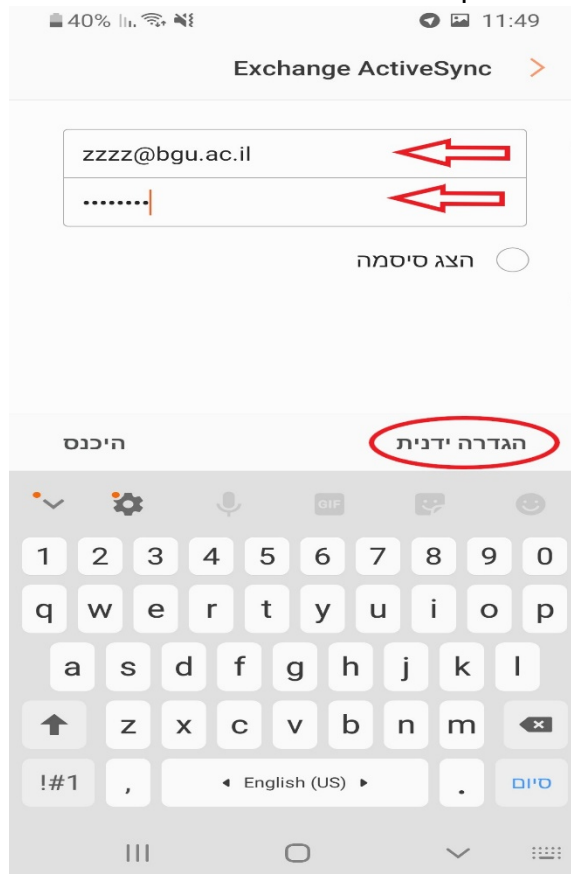 40% 11:49
Exchange ActiveSync
zzzz@bgu.ac.il
••••••••
הצג סיסמה
הגדרה ידנית היכנס
GIF
1 2 3 4 5 6 7 8 9 0
q w e r t y u i o p
a s d f g h j k l
z x c v b n m
!#1 , English (US) . סיום